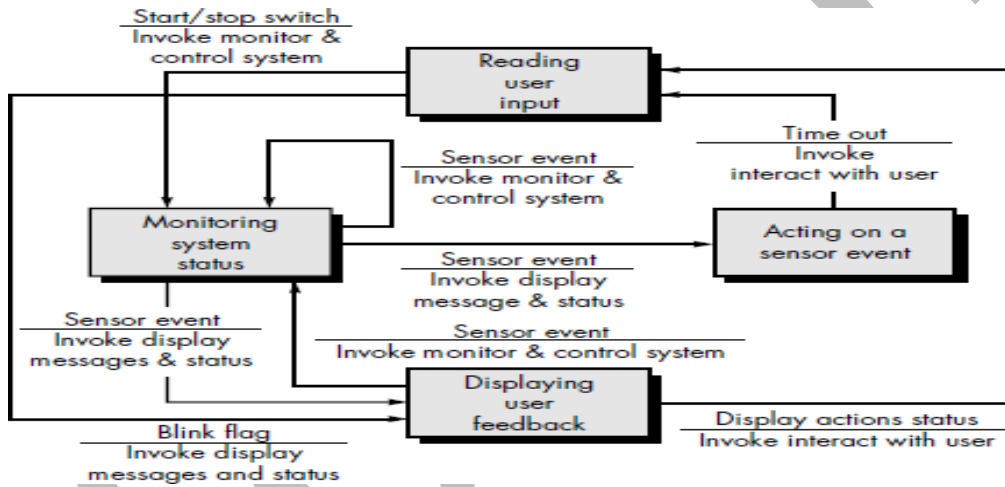 Start/stop switch
Invoke monitor &
control system
Reading
user
input
Time out
Invoke
interact with user
Sensor event
Invoke monitor &
control system
Monitoring
system
status
Acting on a
sensor event
Sensor event
Invoke display
message & status
Sensor event
Invoke display
messages & status
Sensor event
Invoke monitor & control system
Displaying
user
feedback
Blink flag
Invoke display
messages and status
Display actions status
Invoke interact with user